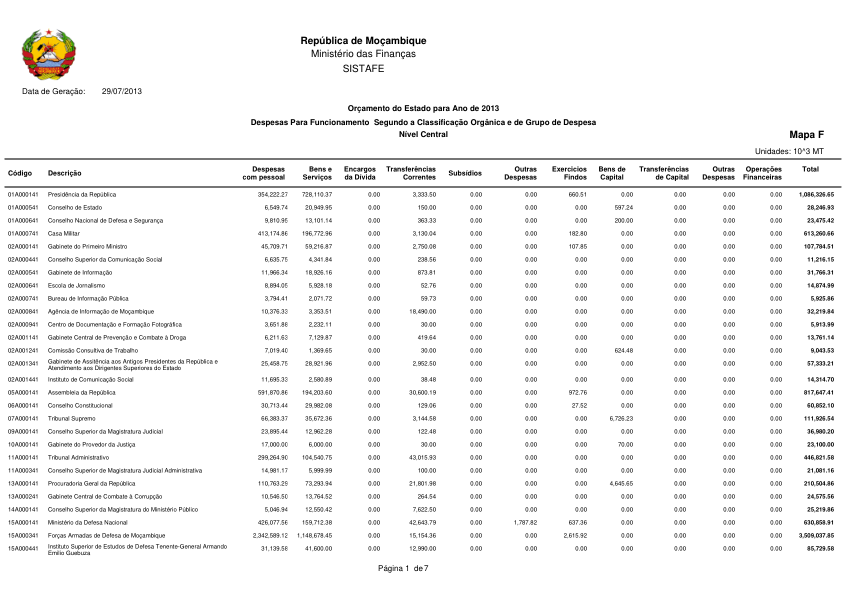 República de Moçambique
Ministério das Finanças
SISTAFE
Data de Geração: 29/07/2013
Orçamento do Estado para Ano de 2013
Despesas Para Funcionamento Segundo a Classificação Orgânica e de Grupo de Despesa
Nível Central
Mapa F
Unidades: 10^3 MT
Código Descrição Despesas com pessoal Bens e Serviços Encargos da Dívida Transferências Correntes Subsídios Outras Despesas Exercicios Findos Bens de Capital Transferências de Capital Outras Despesas Operações Financeiras Total
01A000141 Presidência da República 354,222.27 728,110.37 0.00 3,333.50 0.00 0.00 660.51 0.00 0.00 0.00 0.00 1,086,326.65
01A000541 Conselho de Estado 6,549.74 20,949.95 0.00 150.00 0.00 0.00 0.00 597.24 0.00 0.00 0.00 28,246.93
01A000641 Conselho Nacional de Defesa e Segurança 9,810.95 13,101.14 0.00 363.33 0.00 0.00 0.00 200.00 0.00 0.00 0.00 23,475.42
01A000741 Casa Militar 413,174.86 196,772.96 0.00 3,130.04 0.00 0.00 182.80 0.00 0.00 0.00 0.00 613,260.66
02A000141 Gabinete do Primeiro Ministro 45,709.71 59,216.87 0.00 2,750.08 0.00 0.00 107.85 0.00 0.00 0.00 0.00 107,784.51
02A000441 Conselho Superior da Comunicação Social 6,635.75 4,341.84 0.00 238.56 0.00 0.00 0.00 0.00 0.00 0.00 0.00 11,216.15
02A000541 Gabinete de Informação 11,966.34 18,926.16 0.00 873.81 0.00 0.00 0.00 0.00 0.00 0.00 0.00 31,766.31
02A000641 Escola de Jornalismo 8,894.05 5,928.18 0.00 52.76 0.00 0.00 0.00 0.00 0.00 0.00 0.00 14,874.99
02A000741 Bureau de Informação Pública 3,794.41 2,071.72 0.00 59.73 0.00 0.00 0.00 0.00 0.00 0.00 0.00 5,925.86
02A000841 Agência de Informação de Moçambique 10,376.33 3,353.51 0.00 18,490.00 0.00 0.00 0.00 0.00 0.00 0.00 0.00 32,219.84
02A000941 Centro de Documentação e Formação Fotográfica 3,651.88 2,232.11 0.00 30.00 0.00 0.00 0.00 0.00 0.00 0.00 0.00 5,913.99
02A001141 Gabinete Central de Prevenção e Combate à Droga 6,211.63 7,129.87 0.00 419.64 0.00 0.00 0.00 0.00 0.00 0.00 0.00 13,761.14
02A001241 Comissão Consultiva de Trabalho 7,019.40 1,369.65 0.00 30.00 0.00 0.00 0.00 624.48 0.00 0.00 0.00 9,043.53
02A001341 Gabinete de Assitência aos Antigos Presidentes da República e Atendimento aos Dirigentes Superiores do Estado 25,458.75 28,921.96 0.00 2,952.50 0.00 0.00 0.00 0.00 0.00 0.00 0.00 57,333.21
02A001441 Instituto de Comunicação Social 11,695.33 2,580.89 0.00 38.48 0.00 0.00 0.00 0.00 0.00 0.00 0.00 14,314.70
05A000141 Assembleia da República 591,870.86 194,203.60 0.00 30,600.19 0.00 0.00 972.76 0.00 0.00 0.00 0.00 817,647.41
06A000141 Conselho Constitucional 30,713.44 29,982.08 0.00 129.06 0.00 0.00 27.52 0.00 0.00 0.00 0.00 60,852.10
07A000141 Tribunal Supremo 66,383.37 35,672.36 0.00 3,144.58 0.00 0.00 0.00 6,726.23 0.00 0.00 0.00 111,926.54
09A000141 Conselho Superior da Magistratura Judicial 23,895.44 12,962.28 0.00 122.48 0.00 0.00 0.00 0.00 0.00 0.00 0.00 36,980.20
10A000141 Gabinete do Provedor da Justiça 17,000.00 6,000.00 0.00 30.00 0.00 0.00 0.00 70.00 0.00 0.00 0.00 23,100.00
11A000141 Tribunal Administrativo 299,264.90 104,540.75 0.00 43,015.93 0.00 0.00 0.00 0.00 0.00 0.00 0.00 446,821.58
11A000341 Conselho Superior de Magistratura Judicial Administrativa 14,981.17 5,999.99 0.00 100.00 0.00 0.00 0.00 0.00 0.00 0.00 0.00 21,081.16
13A000141 Procuradoria Geral da República 110,763.29 73,293.94 0.00 21,801.98 0.00 0.00 0.00 4,645.65 0.00 0.00 0.00 210,504.86
13A000241 Gabinete Central de Combate à Corrupção 10,546.50 13,764.52 0.00 264.54 0.00 0.00 0.00 0.00 0.00 0.00 0.00 24,575.56
14A000141 Conselho Superior da Magistratura do Ministério Público 5,046.94 12,550.42 0.00 7,622.50 0.00 0.00 0.00 0.00 0.00 0.00 0.00 25,219.86
15A000141 Ministério da Defesa Nacional 426,077.56 159,712.38 0.00 42,643.79 0.00 1,787.82 637.36 0.00 0.00 0.00 0.00 630,858.91
15A000341 Forças Armadas de Defesa de Moçambique 2,342,589.12 1,148,678.45 0.00 15,154.36 0.00 0.00 2,615.92 0.00 0.00 0.00 0.00 3,509,037.85
15A000441 Instituto Superior de Estudos de Defesa Tenente-General Armando Emílio Guebuza 31,139.58 41,600.00 0.00 12,990.00 0.00 0.00 0.00 0.00 0.00 0.00 0.00 85,729.58
Página 1 de 7